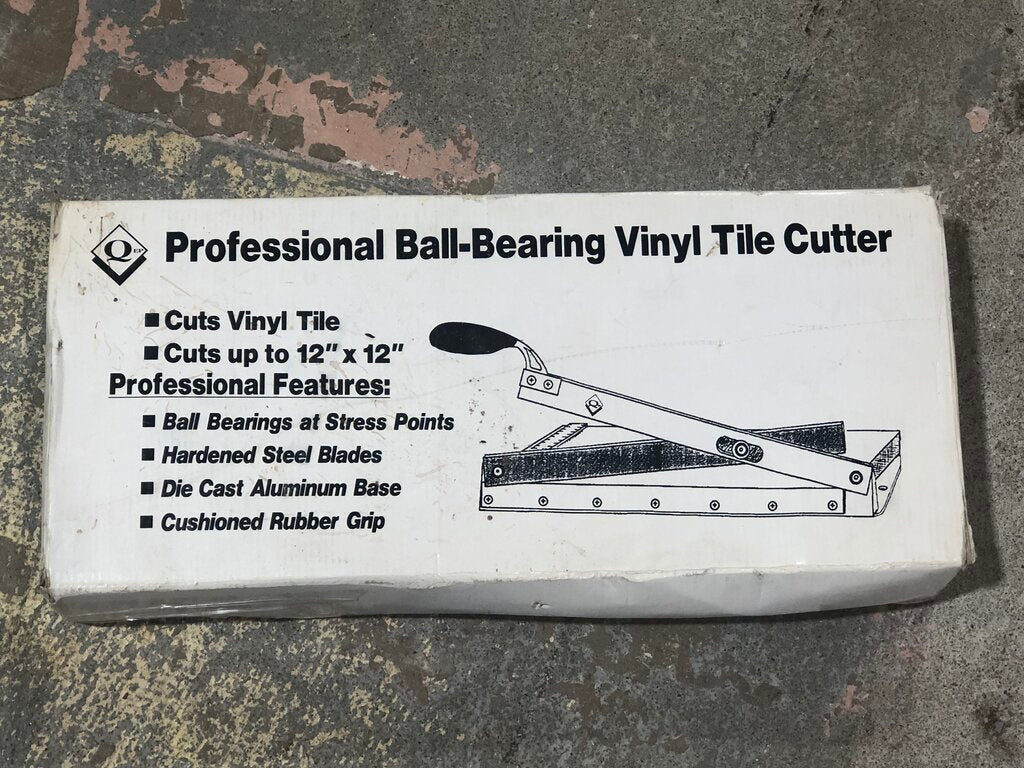 QEP Professional Ball-Bearing Vinyl Tile Cutter
■ Cuts Vinyl Tile
■ Cuts up to 12" x 12"
Professional Features:
■ Ball Bearings at Stress Points
■ Hardened Steel Blades
■ Die Cast Aluminum Base
■ Cushioned Rubber Grip
Q